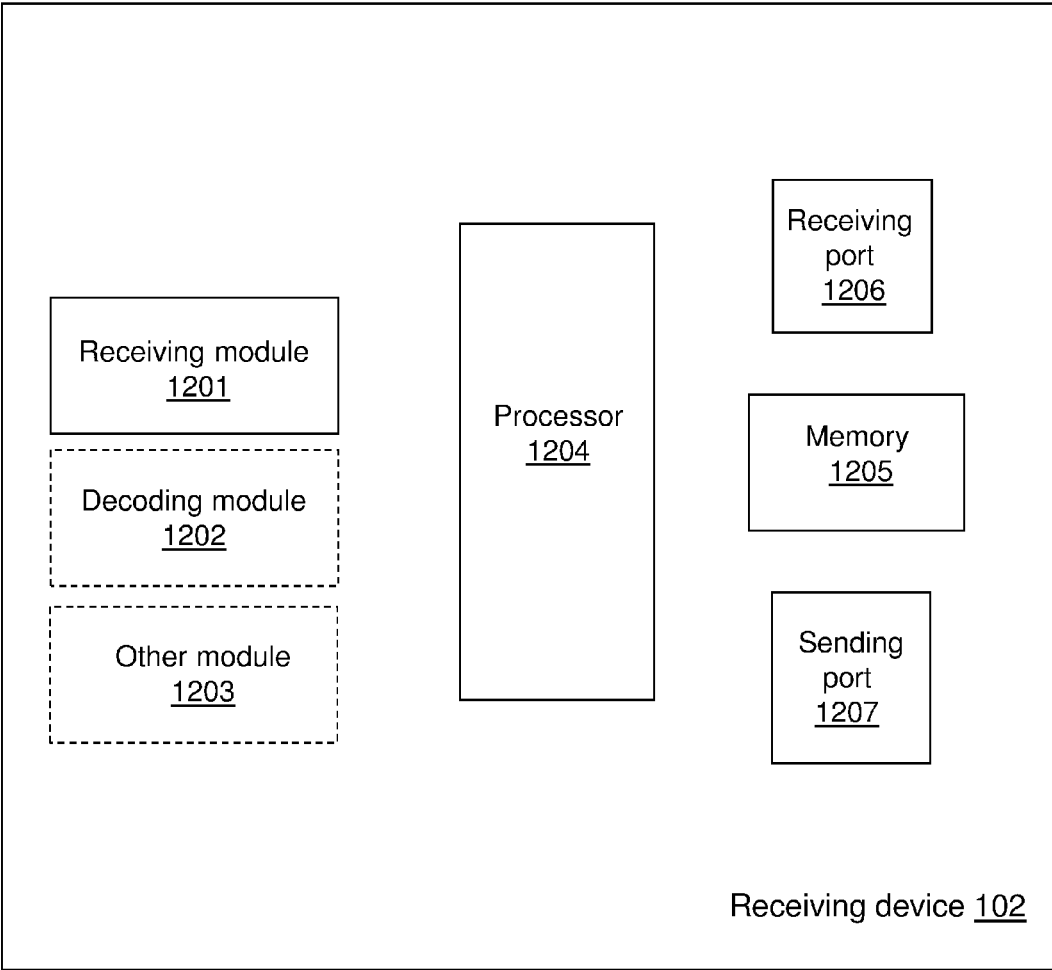 Receiving module
1201
Decoding module
1202
Other module
1203
Processor
1204
Receiving
port
1206
Memory
1205
Sending
port
1207
Receiving device 102